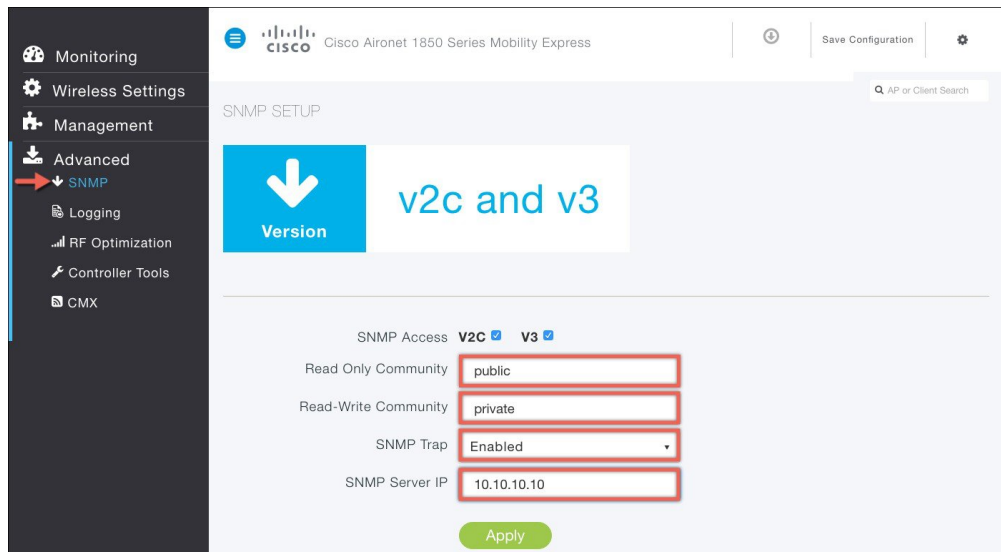 Monitoring
Wireless Settings
Management
Advanced
SNMP
Logging
RF Optimization
Controller Tools
CMX
CISCO Cisco Aironet 1850 Series Mobility Express
Save Configuration
AP or Client Search
SNMP SETUP
Version
v2c and v3
SNMP Access V2C V3
Read Only Community public
Read-Write Community private
SNMP Trap Enabled
SNMP Server IP 10.10.10.10
Apply